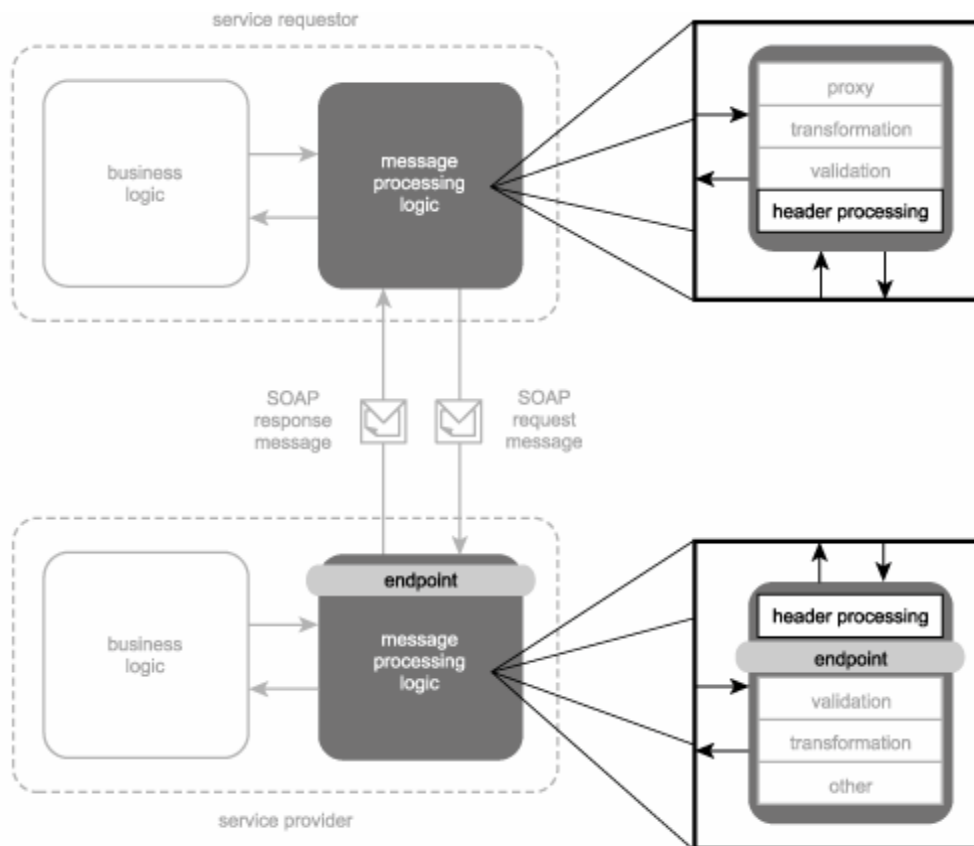 service requestor
business
logic
message
processing
logic
proxy
transformation
validation
header processing
SOAP
response
message
SOAP
request
message
endpoint
business
logic
message
processing
logic
header processing
endpoint
validation
transformation
other
service provider